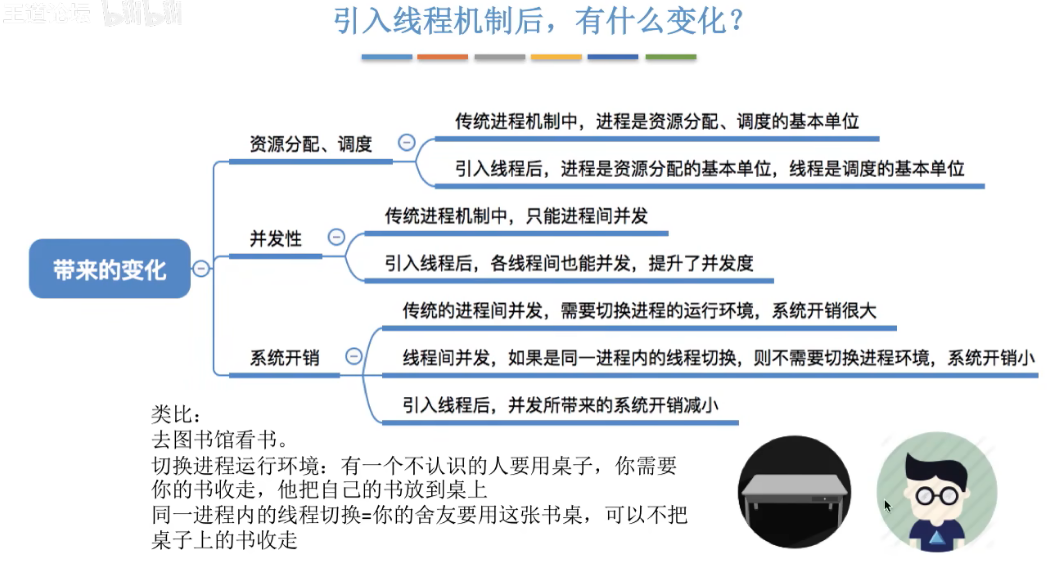 王道论坛 bilibili
引入线程机制后，有什么变化？
带来的变化
资源分配、调度
传统进程机制中，进程是资源分配、调度的基本单位
引入线程后，进程是资源分配的基本单位，线程是调度的基本单位
并发性
传统进程机制中，只能进程间并发
引入线程后，各线程间也能并发，提升了并发度
系统开销
传统的进程间并发，需要切换进程的运行环境，系统开销很大
线程间并发，如果是同一进程内的线程切换，则不需要切换进程环境，系统开销小
引入线程后，并发所带来的系统开销减小
类比：
去图书馆看书。
切换进程运行环境：有一个不认识的人要用桌子，你需要
你的书收走，他把自己的书放到桌上
同一进程内的线程切换=你的舍友要用这张书桌，可以不把
桌子上的书收走